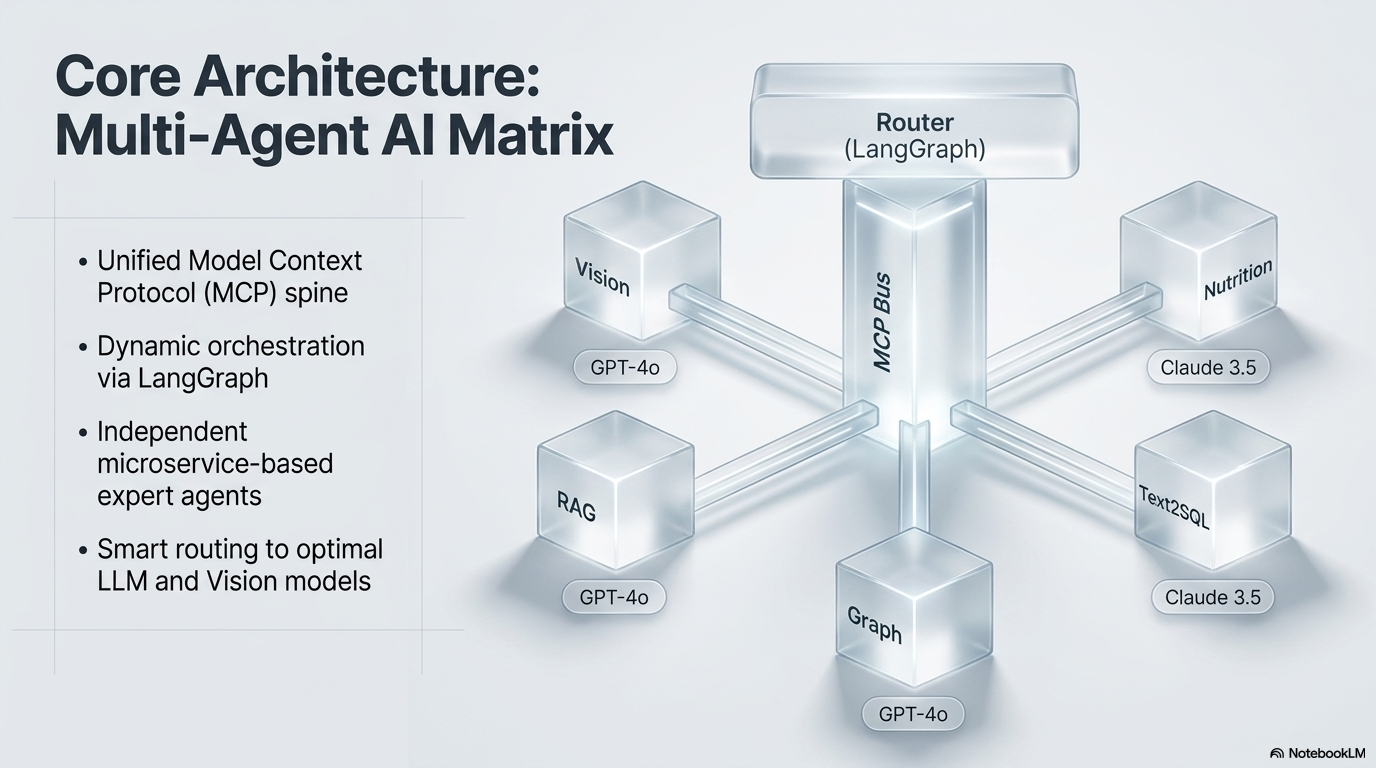 Core Architecture:
Multi-Agent AI Matrix
• Unified Model Context
Protocol (MCP) spine
• Dynamic orchestration
via LangGraph
• Independent
microservice-based
expert agents
• Smart routing to optimal
LLM and Vision models
Router
(LangGraph)
MCP Bus
Vision
GPT-4o
Nutrition
Claude 3.5
RAG
GPT-4o
Text2SQL
Claude 3.5
Graph
GPT-4o
NotebookLM